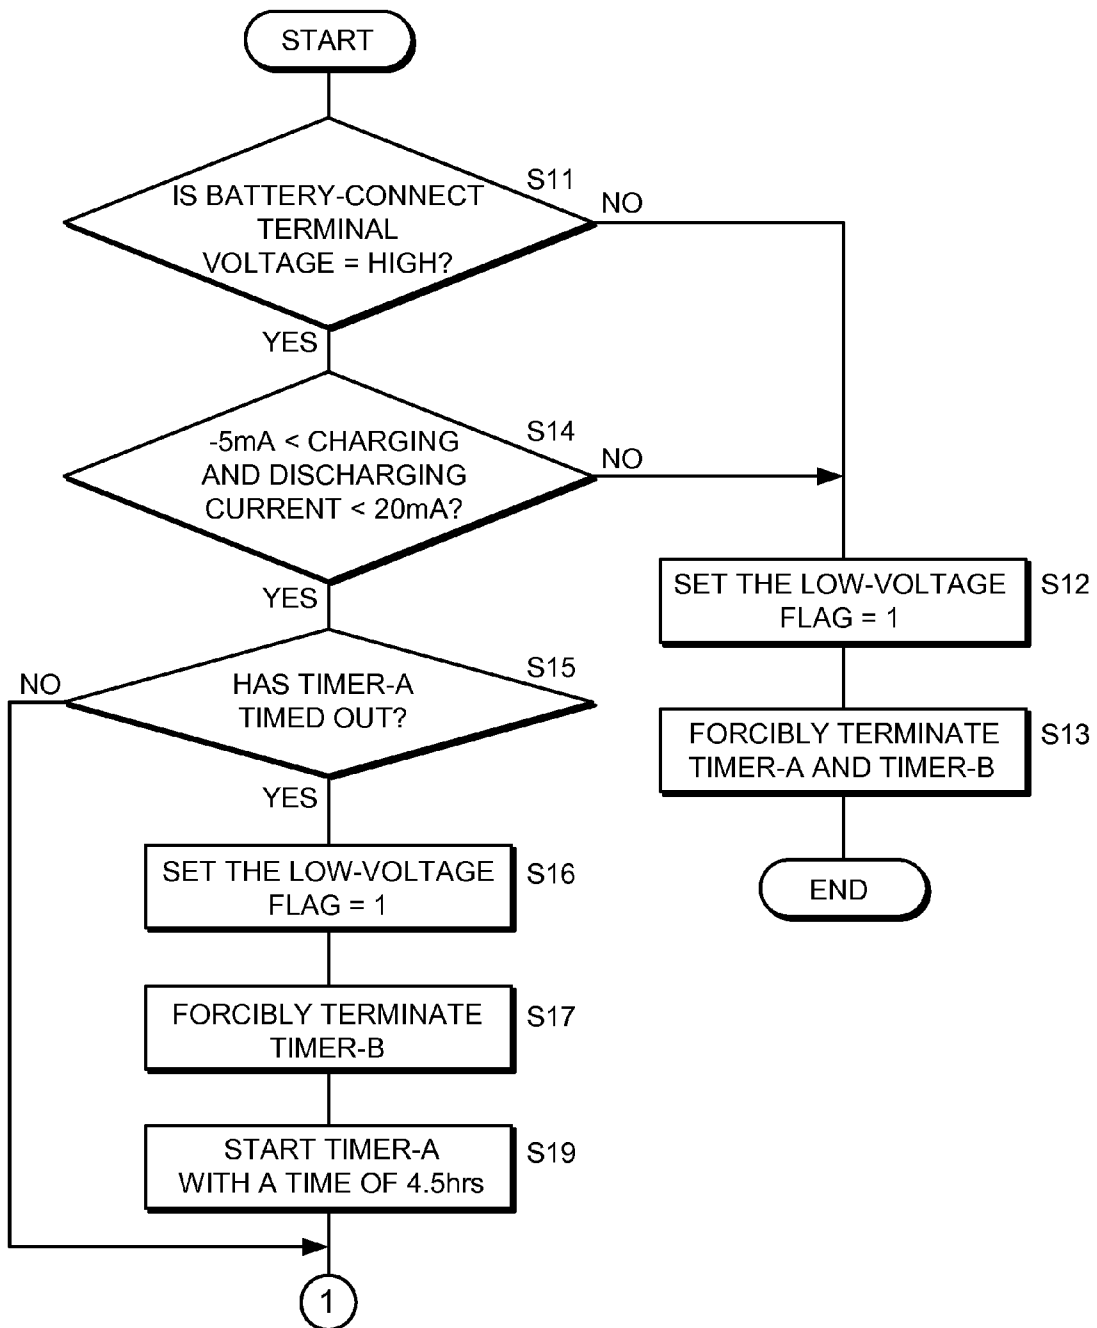 START
IS BATTERY-CONNECT
TERMINAL
VOLTAGE = HIGH?
S11
NO
YES
-5mA < CHARGING
AND DISCHARGING
CURRENT < 20mA?
S14
NO
YES
SET THE LOW-VOLTAGE
FLAG = 1
S12
HAS TIMER-A
TIMED OUT?
S15
NO
YES
FORCIBLY TERMINATE
TIMER-A AND TIMER-B
S13
END
SET THE LOW-VOLTAGE
FLAG = 1
S16
FORCIBLY TERMINATE
TIMER-B
S17
START TIMER-A
WITH A TIME OF 4.5hrs
S19
1